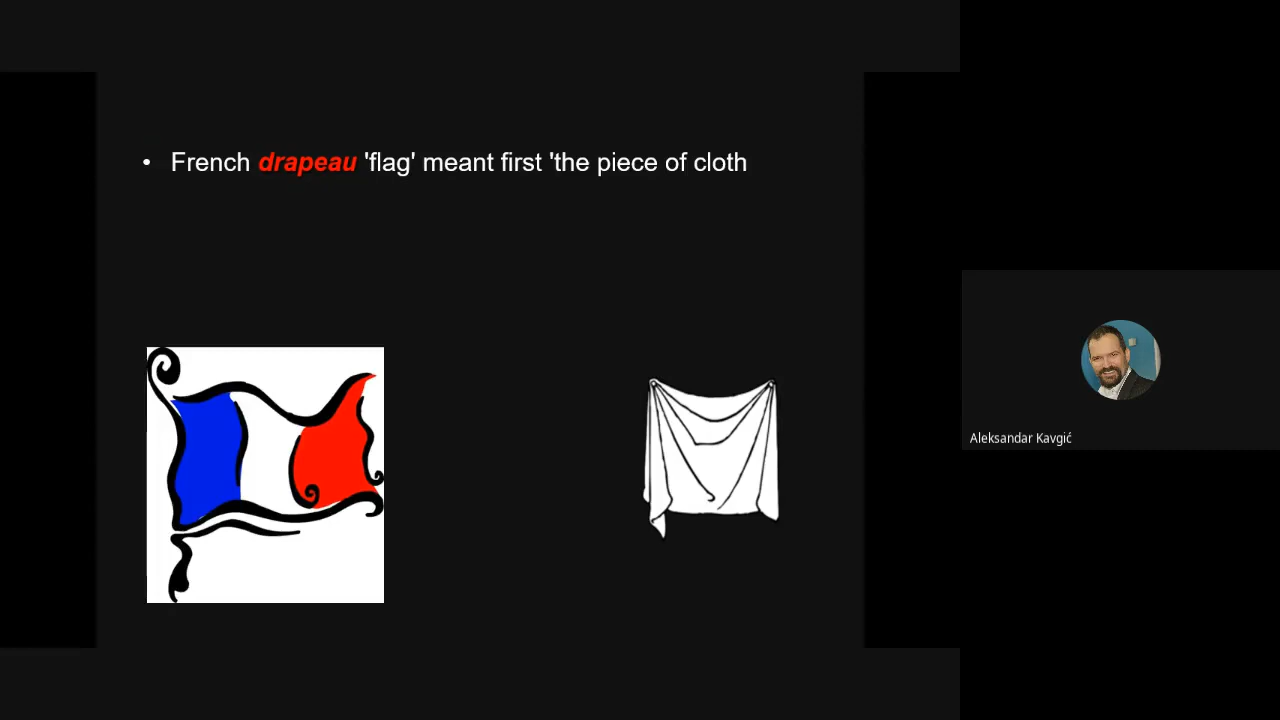 • French drapeau 'flag' meant first 'the piece of cloth
Aleksandar Kavgić